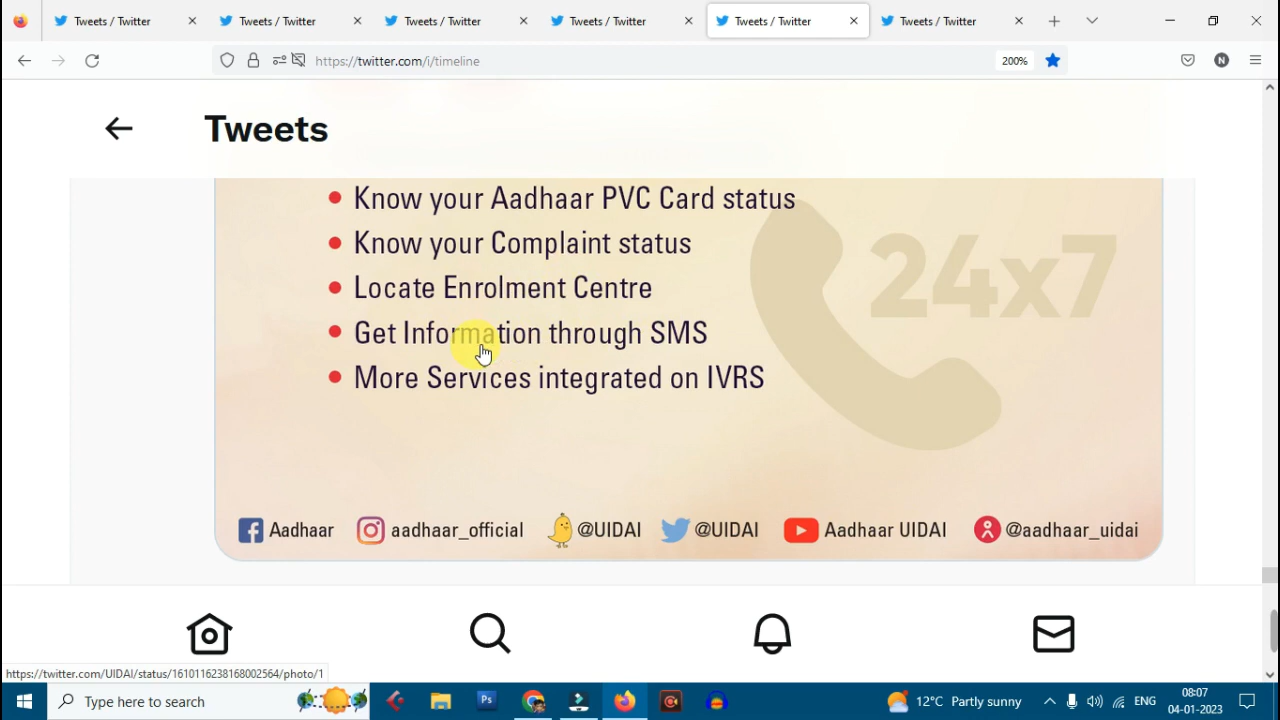 Tweets / Twitter
Tweets / Twitter
Tweets / Twitter
Tweets / Twitter
Tweets / Twitter
Tweets / Twitter
https://twitter.com/i/timeline
200%
N
Tweets
Know your Aadhaar PVC Card status
Know your Complaint status
Locate Enrolment Centre
Get Information through SMS
More Services integrated on IVRS
24x7
Aadhaar aadhaar_official @UIDAI @UIDAI Aadhaar UIDAI @aadhaar_uidai
https://twitter.com/UIDAI/status/1610116238168002564/photo/1
Type here to search
Ps
12°C Partly sunny
ENG
08:07
04-01-2023